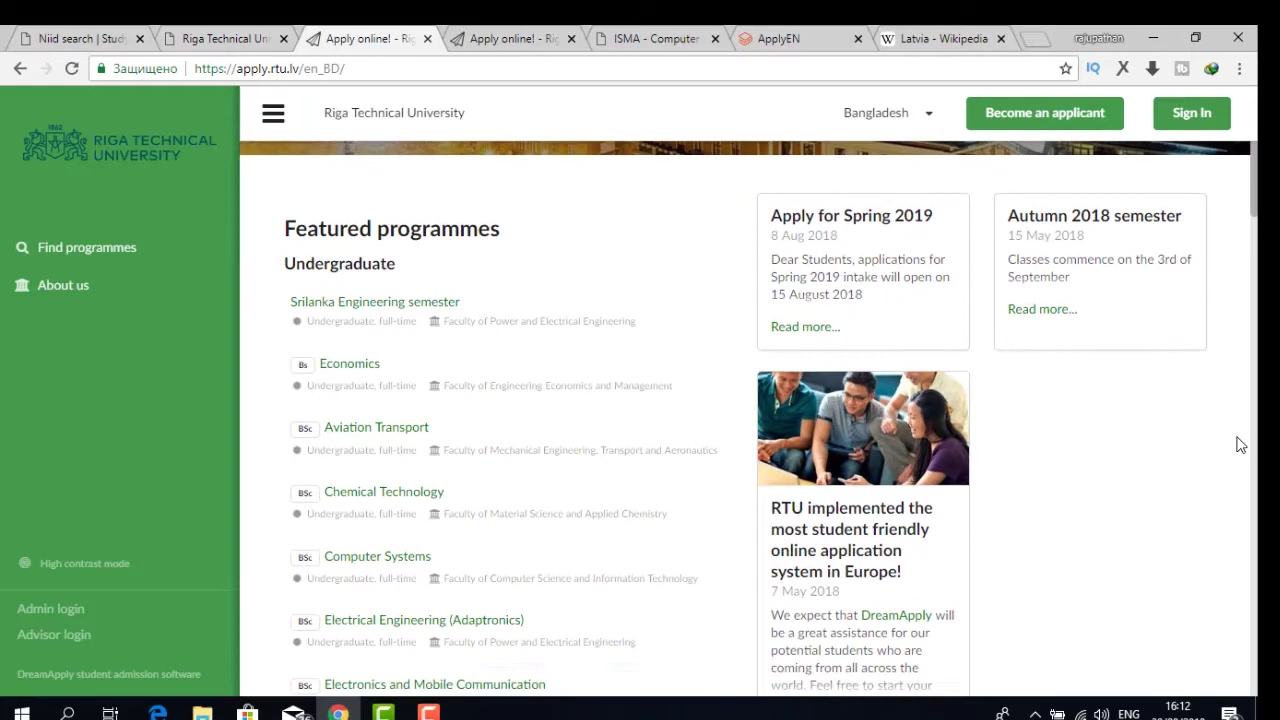 Niid search | Stud
Riga Technical Un
Apply online! - Rig
Apply online! - Rig
ISMA - Computer
ApplyEN
Latvia - Wikipedia
rajupathan
Защищено
https://apply.rtu.lv/en_BD/
1862
RIGA TECHNICAL
UNIVERSITY
Riga Technical University
Bangladesh
Become an applicant
Sign In
Find programmes
About us
High contrast mode
Admin login
Advisor login
DreamApply student admission software
Featured programmes
Undergraduate
Srilanka Engineering semester
Undergraduate, full-time Faculty of Power and Electrical Engineering
Bs Economics
Undergraduate, full-time Faculty of Engineering Economics and Management
BSc Aviation Transport
Undergraduate, full-time Faculty of Mechanical Engineering, Transport and Aeronautics
BSc Chemical Technology
Undergraduate, full-time Faculty of Material Science and Applied Chemistry
BSc Computer Systems
Undergraduate, full-time Faculty of Computer Science and Information Technology
BSc Electrical Engineering (Adaptronics)
Undergraduate, full-time Faculty of Power and Electrical Engineering
BSc Electronics and Mobile Communication
Apply for Spring 2019
8 Aug 2018
Dear Students, applications for
Spring 2019 intake will open on
15 August 2018
Read more...
Autumn 2018 semester
15 May 2018
Classes commence on the 3rd of
September
Read more...
RTU implemented the
most student friendly
online application
system in Europe!
7 May 2018
We expect that DreamApply will
be a great assistance for our
potential students who are
coming from all across the
world. Feel free to start your
ENG
16:12